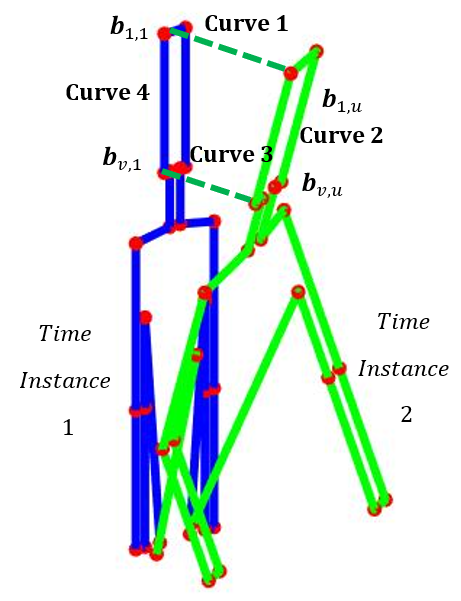 b1,1
Curve 1
Curve 4
b1,u
Curve 2
bv,1
Curve 3
bv,u
Time
Instance
1
Time
Instance
2